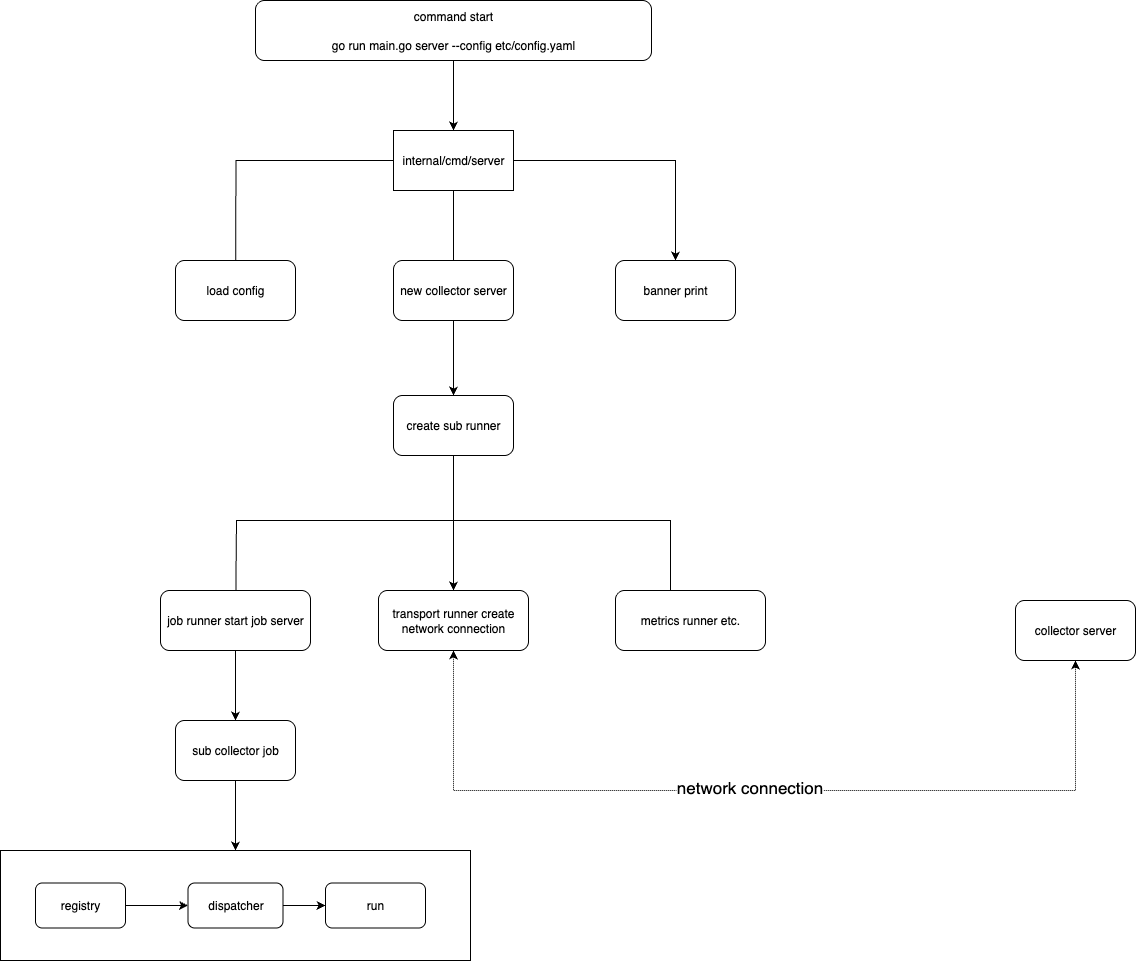 command start
go run main.go server --config etc/config.yaml
internal/cmd/server
load config
new collector server
banner print
create sub runner
job runner start job server
transport runner create
network connection
metrics runner etc.
collector server
sub collector job
network connection
registry
dispatcher
run